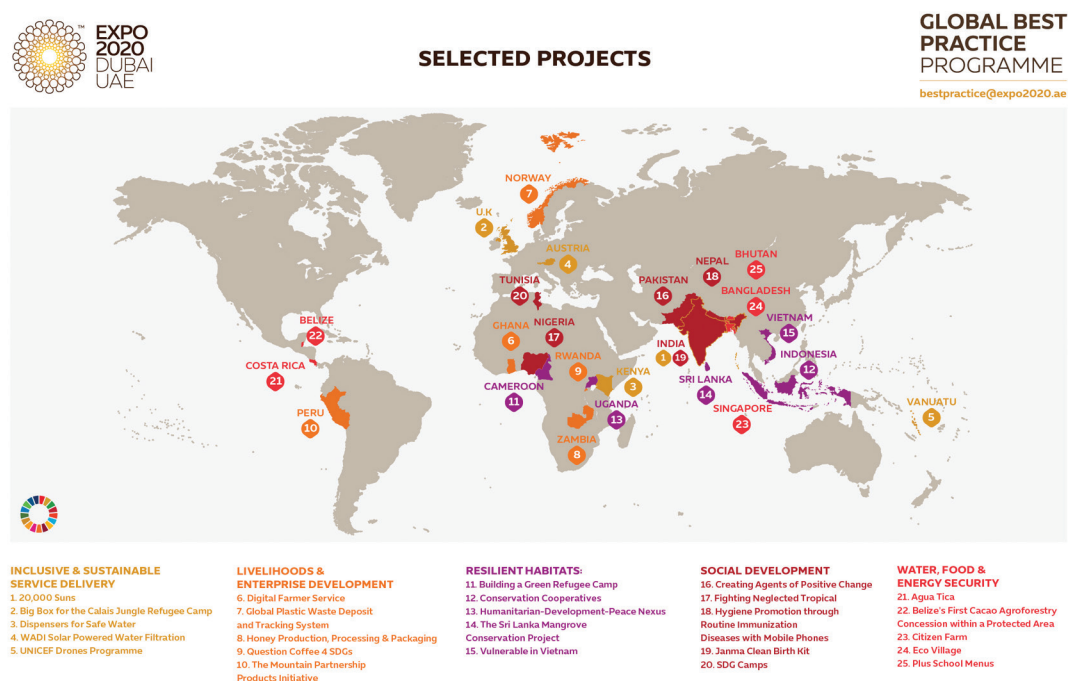 EXPO
2020
DUBAI
UAE
™
SELECTED PROJECTS
GLOBAL BEST
PRACTICE
PROGRAMME
bestpractice@expo2020.ae
NORWAY
7
U.K
2
AUSTRIA
4
TUNISIA
20
PAKISTAN
16
NEPAL
18
BHUTAN
25
BANGLADESH
24
VIETNAM
15
BELIZE
22
GHANA
6
NIGERIA
17
INDIA
1
19
INDONESIA
12
COSTA RICA
21
RWANDA
9
KENYA
3
SRI LANKA
14
CAMEROON
11
UGANDA
13
SINGAPORE
23
VANUATU
5
PERU
10
ZAMBIA
8
INCLUSIVE & SUSTAINABLE
SERVICE DELIVERY
1. 20,000 Suns
2. Big Box for the Calais Jungle Refugee Camp
3. Dispensers for Safe Water
4. WADI Solar Powered Water Filtration
5. UNICEF Drones Programme
LIVELIHOODS &
ENTERPRISE DEVELOPMENT
6. Digital Farmer Service
7. Global Plastic Waste Deposit
and Tracking System
8. Honey Production, Processing & Packaging
9. Question Coffee 4 SDGs
10. The Mountain Partnership
Products Initiative
RESILIENT HABITATS:
11. Building a Green Refugee Camp
12. Conservation Cooperatives
13. Humanitarian-Development-Peace Nexus
14. The Sri Lanka Mangrove
Conservation Project
15. Vulnerable in Vietnam
SOCIAL DEVELOPMENT
16. Creating Agents of Positive Change
17. Fighting Neglected Tropical
18. Hygiene Promotion through
Routine Immunization
Diseases with Mobile Phones
19. Janma Clean Birth Kit
20. SDG Camps
WATER, FOOD &
ENERGY SECURITY
21. Agua Tica
22. Belize's First Cacao Agroforestry
Concession within a Protected Area
23. Citizen Farm
24. Eco Village
25. Plus School Menus